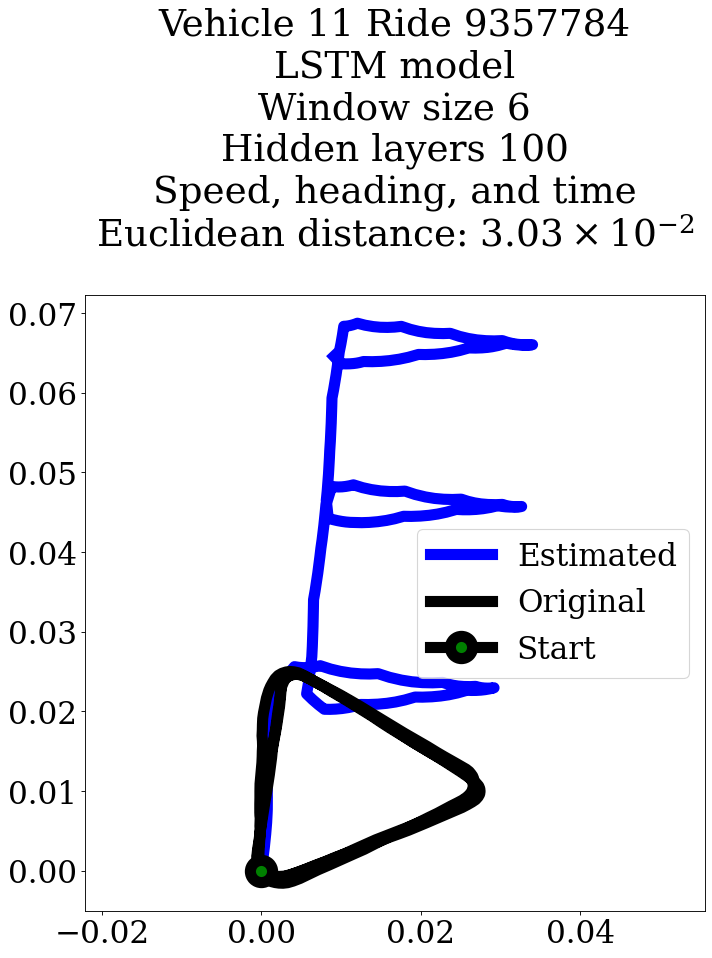 Vehicle 11 Ride 9357784
LSTM model
Window size 6
Hidden layers 100
Speed, heading, and time
Euclidean distance: 3.03 × 10⁻²
0.07
0.06
0.05
0.04
0.03
0.02
0.01
0.00
Estimated
Original
Start
−0.02 0.00 0.02 0.04